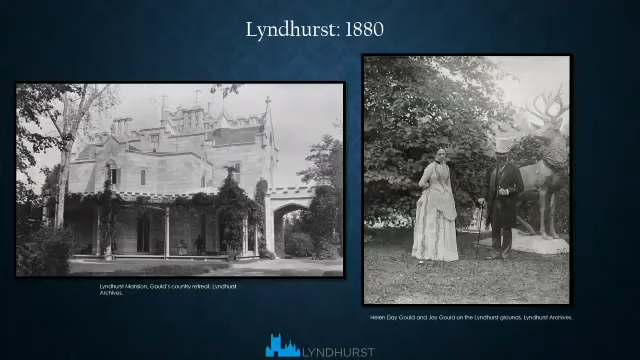 Lyndhurst: 1880
Lyndhurst Mansion, Gould's country retreat. Lyndhurst
Archives.
Helen Day Gould and Jay Gould on the Lyndhurst grounds. Lyndhurst Archives.
LYNDHURST